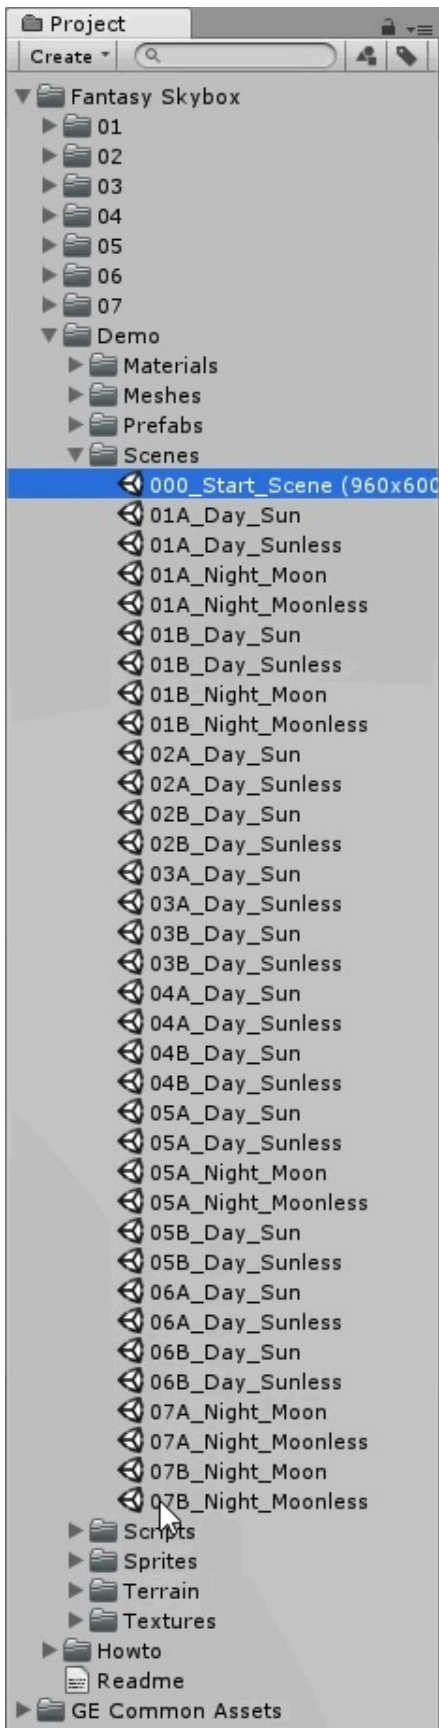 Project
Create
Fantasy Skybox
01
02
03
04
05
06
07
Demo
Materials
Meshes
Prefabs
Scenes
000_Start_Scene (960x600
01A_Day_Sun
01A_Day_Sunless
01A_Night_Moon
01A_Night_Moonless
01B_Day_Sun
01B_Day_Sunless
01B_Night_Moon
01B_Night_Moonless
02A_Day_Sun
02A_Day_Sunless
02B_Day_Sun
02B_Day_Sunless
03A_Day_Sun
03A_Day_Sunless
03B_Day_Sun
03B_Day_Sunless
04A_Day_Sun
04A_Day_Sunless
04B_Day_Sun
04B_Day_Sunless
05A_Day_Sun
05A_Day_Sunless
05A_Night_Moon
05A_Night_Moonless
05B_Day_Sun
05B_Day_Sunless
06A_Day_Sun
06A_Day_Sunless
06B_Day_Sun
06B_Day_Sunless
07A_Night_Moon
07A_Night_Moonless
07B_Night_Moon
07B_Night_Moonless
Scripts
Sprites
Terrain
Textures
Howto
Readme
GE Common Assets